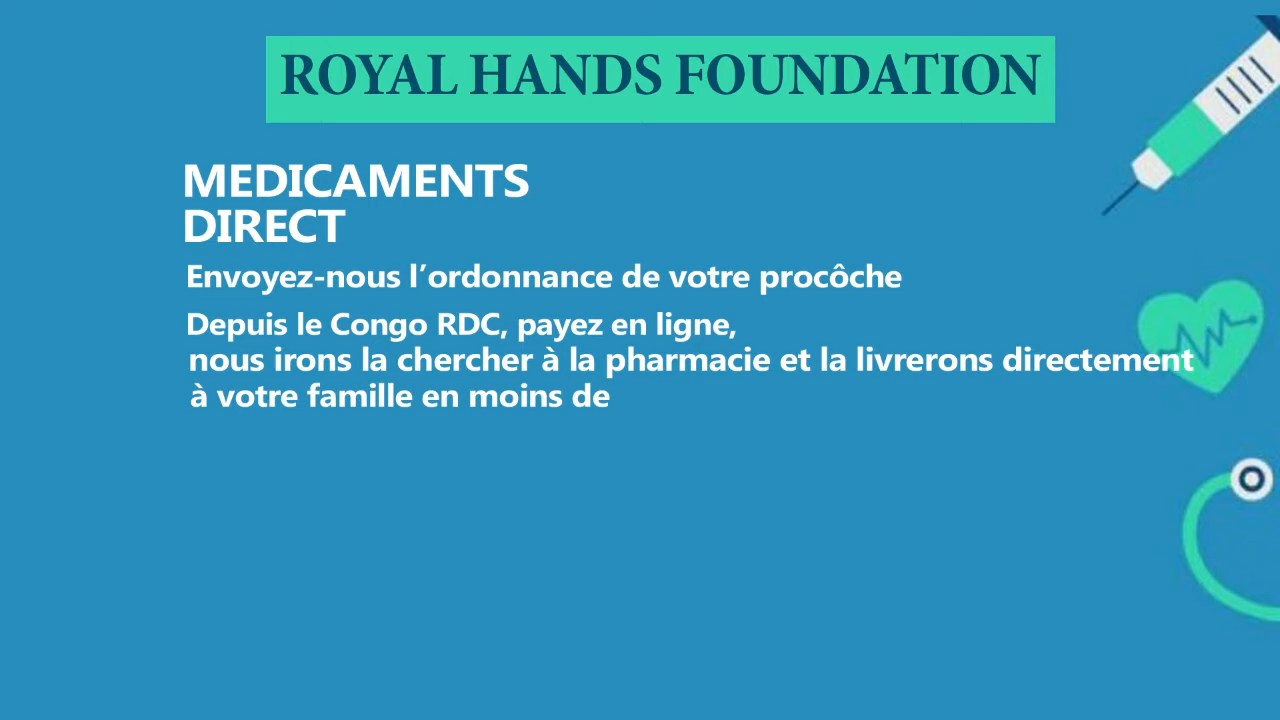 ROYAL HANDS FOUNDATION
MEDICAMENTS
DIRECT
Envoyez-nous l’ordonnance de votre procôche
Depuis le Congo RDC, payez en ligne,
nous irons la chercher à la pharmacie et la livrerons directement
à votre famille en moins de